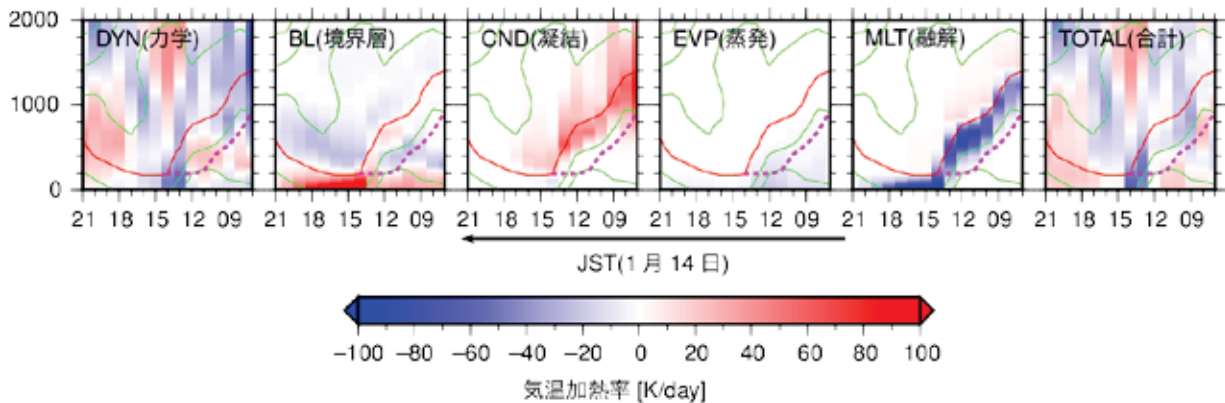 DYN(力学) BL(境界層) CND(凝結) EVP(蒸発) MLT(融解) TOTAL(合計)
2000
1000
0
21 18 15 12 09 21 18 15 12 09 21 18 15 12 09 21 18 15 12 09 21 18 15 12 09 21 18 15 12 09
JST(1月14日)
−100 −80 −60 −40 −20 0 20 40 60 80 100
気温加熱率 [K/day]